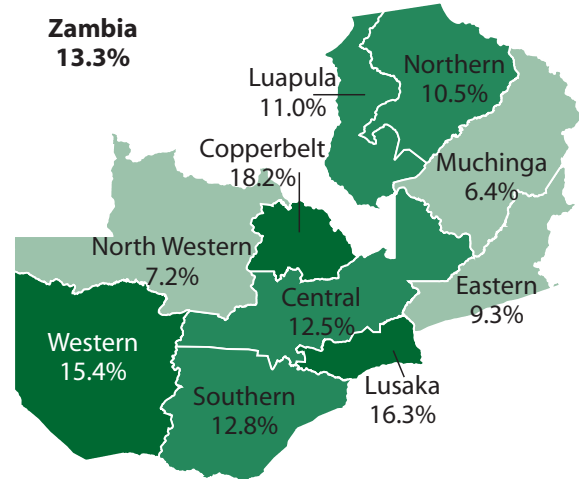 Zambia
13.3%
Northern
10.5%
Luapula
11.0%
Copperbelt
18.2%
Muchinga
6.4%
North Western
7.2%
Eastern
9.3%
Central
12.5%
Western
15.4%
Lusaka
16.3%
Southern
12.8%